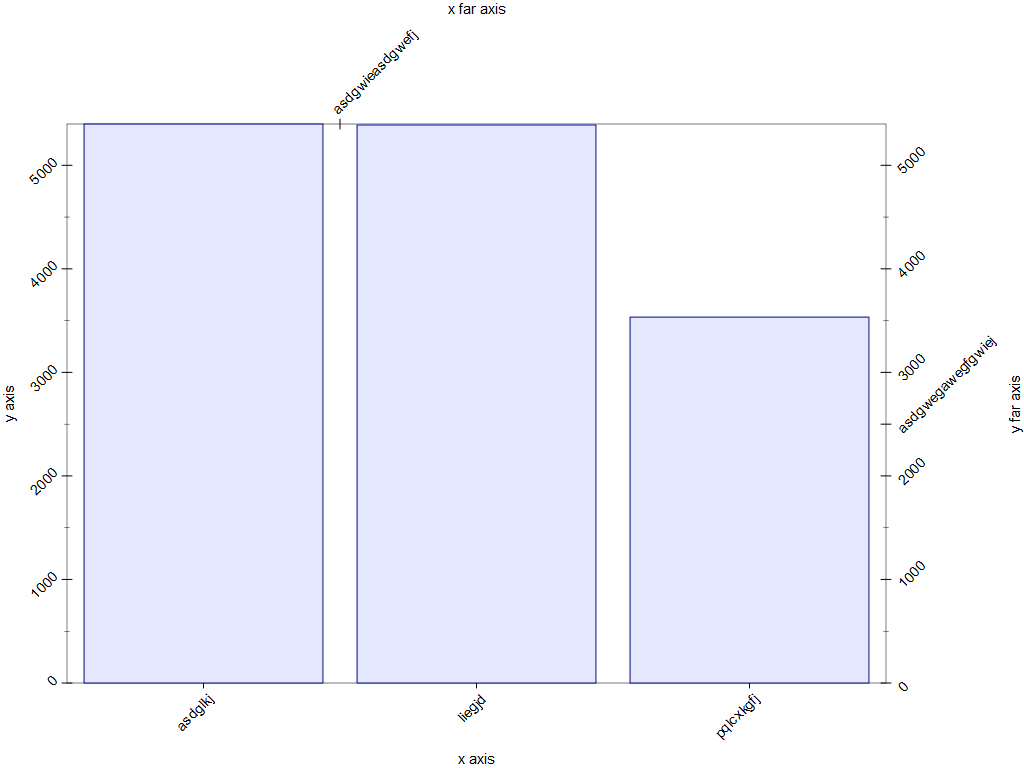 x far axis
asdgwieasdgwefj
5000
4000
3000
2000
1000
0
y axis
5000
4000
3000
asdgwegawegfgwiej
2000
1000
0
y far axis
asdglkj
liegjd
pqlcxkgfj
x axis